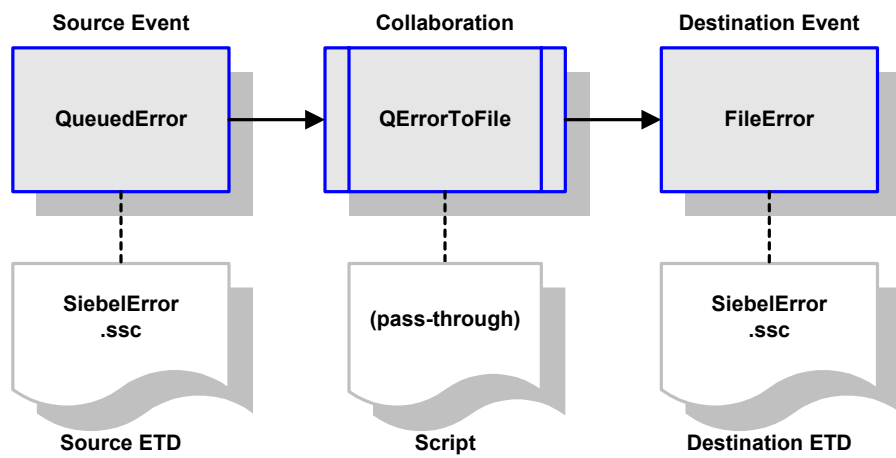 Source Event
Collaboration
Destination Event
QueuedError
QErrorToFile
FileError
SiebelError
.ssc
(pass-through)
SiebelError
.ssc
Source ETD
Script
Destination ETD